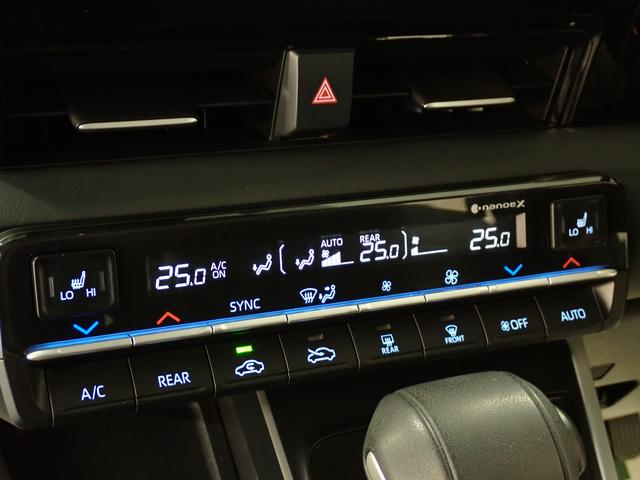 nanoeX
LO HI
25.0 A/C ON
AUTO
REAR
25.0
25.0
LO HI
SYNC
A/C
REAR
REAR
FRONT
OFF
AUTO